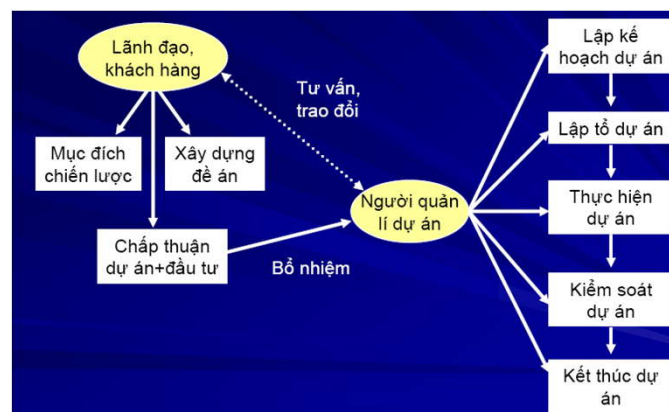 Lãnh đạo,
khách hàng
Mục đích
chiến lược
Xây dựng
đề án
Chấp thuận
dự án+đầu tư
Tư vấn,
trao đổi
Bổ nhiệm
Người quản
lí dự án
Lập kế
hoạch dự án
Lập tổ dự án
Thực hiện
dự án
Kiểm soát
dự án
Kết thúc dự
án